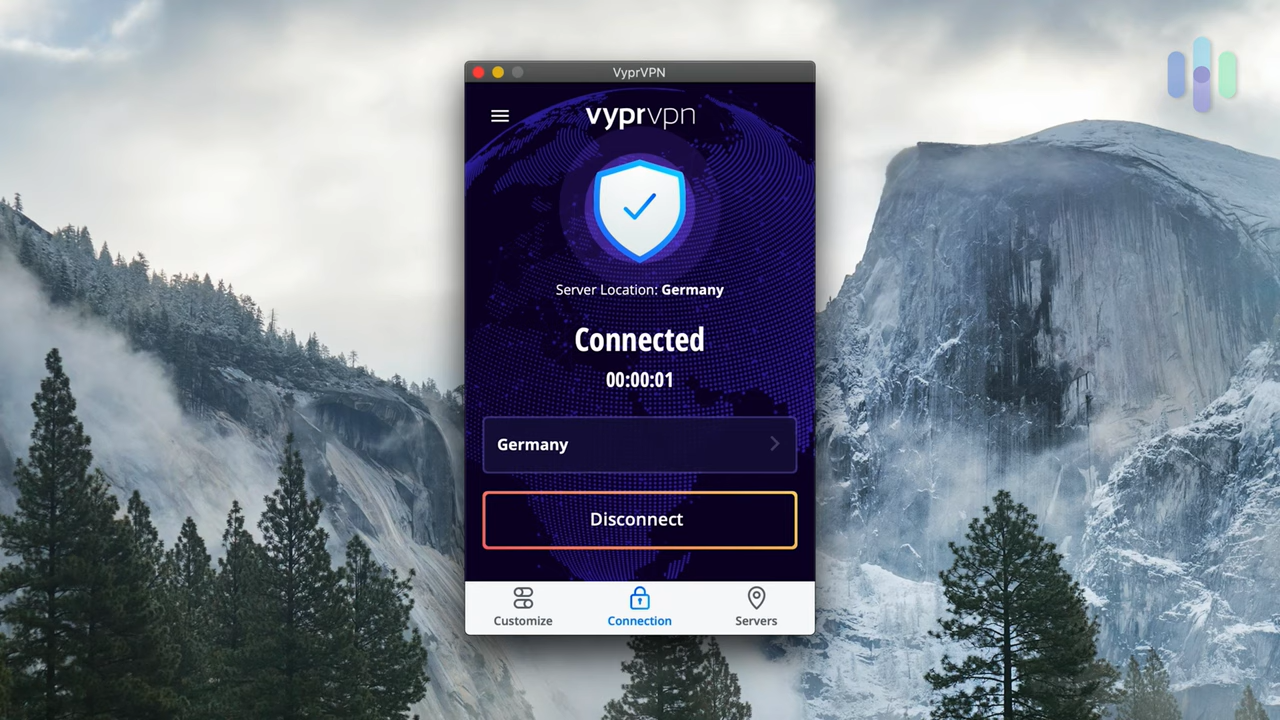 VyprVPN
vyprvpn
Server Location: Germany
Connected
00:00:01
Germany
Disconnect
Customize
Connection
Servers